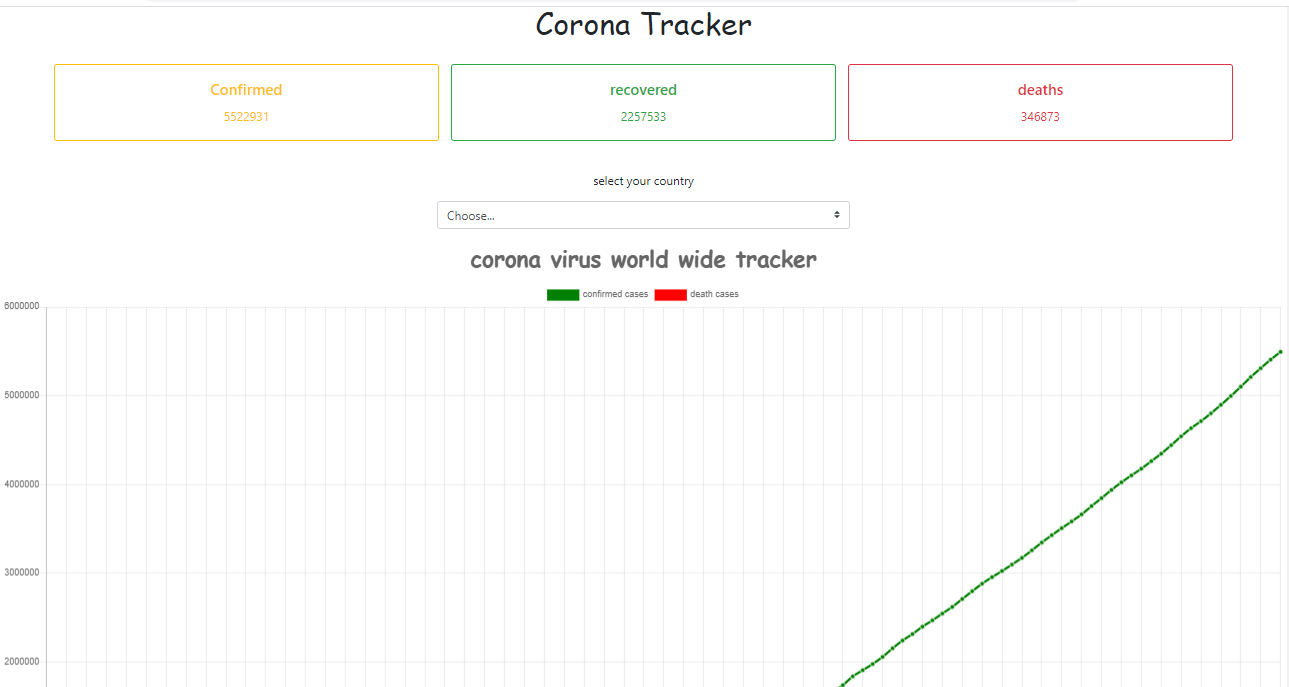 Corona Tracker
Confirmed
5522931
recovered
2257533
deaths
346873
select your country
Choose...
corona virus world wide tracker
confirmed cases death cases
6000000
5000000
4000000
3000000
2000000